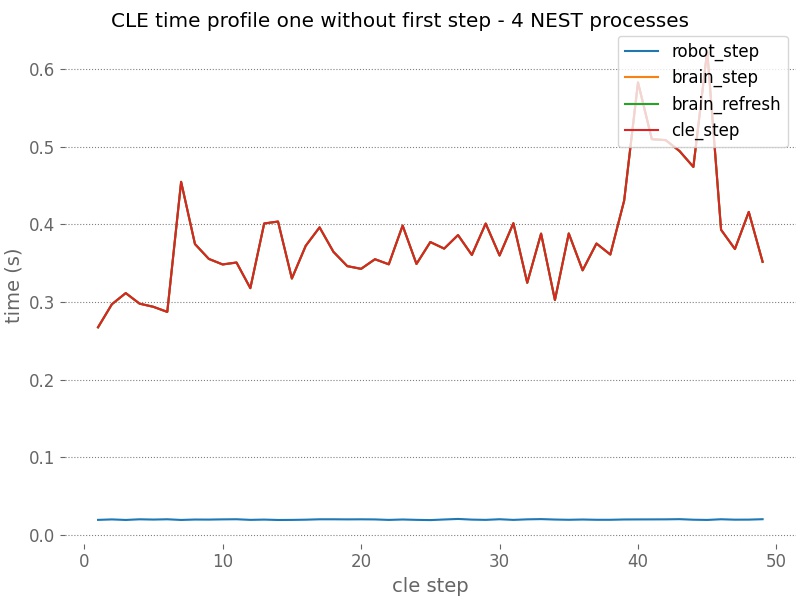 CLE time profile one without first step - 4 NEST processes
robot_step
brain_step
brain_refresh
cle_step
time (s)
0.6
0.5
0.4
0.3
0.2
0.1
0.0
0
10
20
30
40
50
cle step